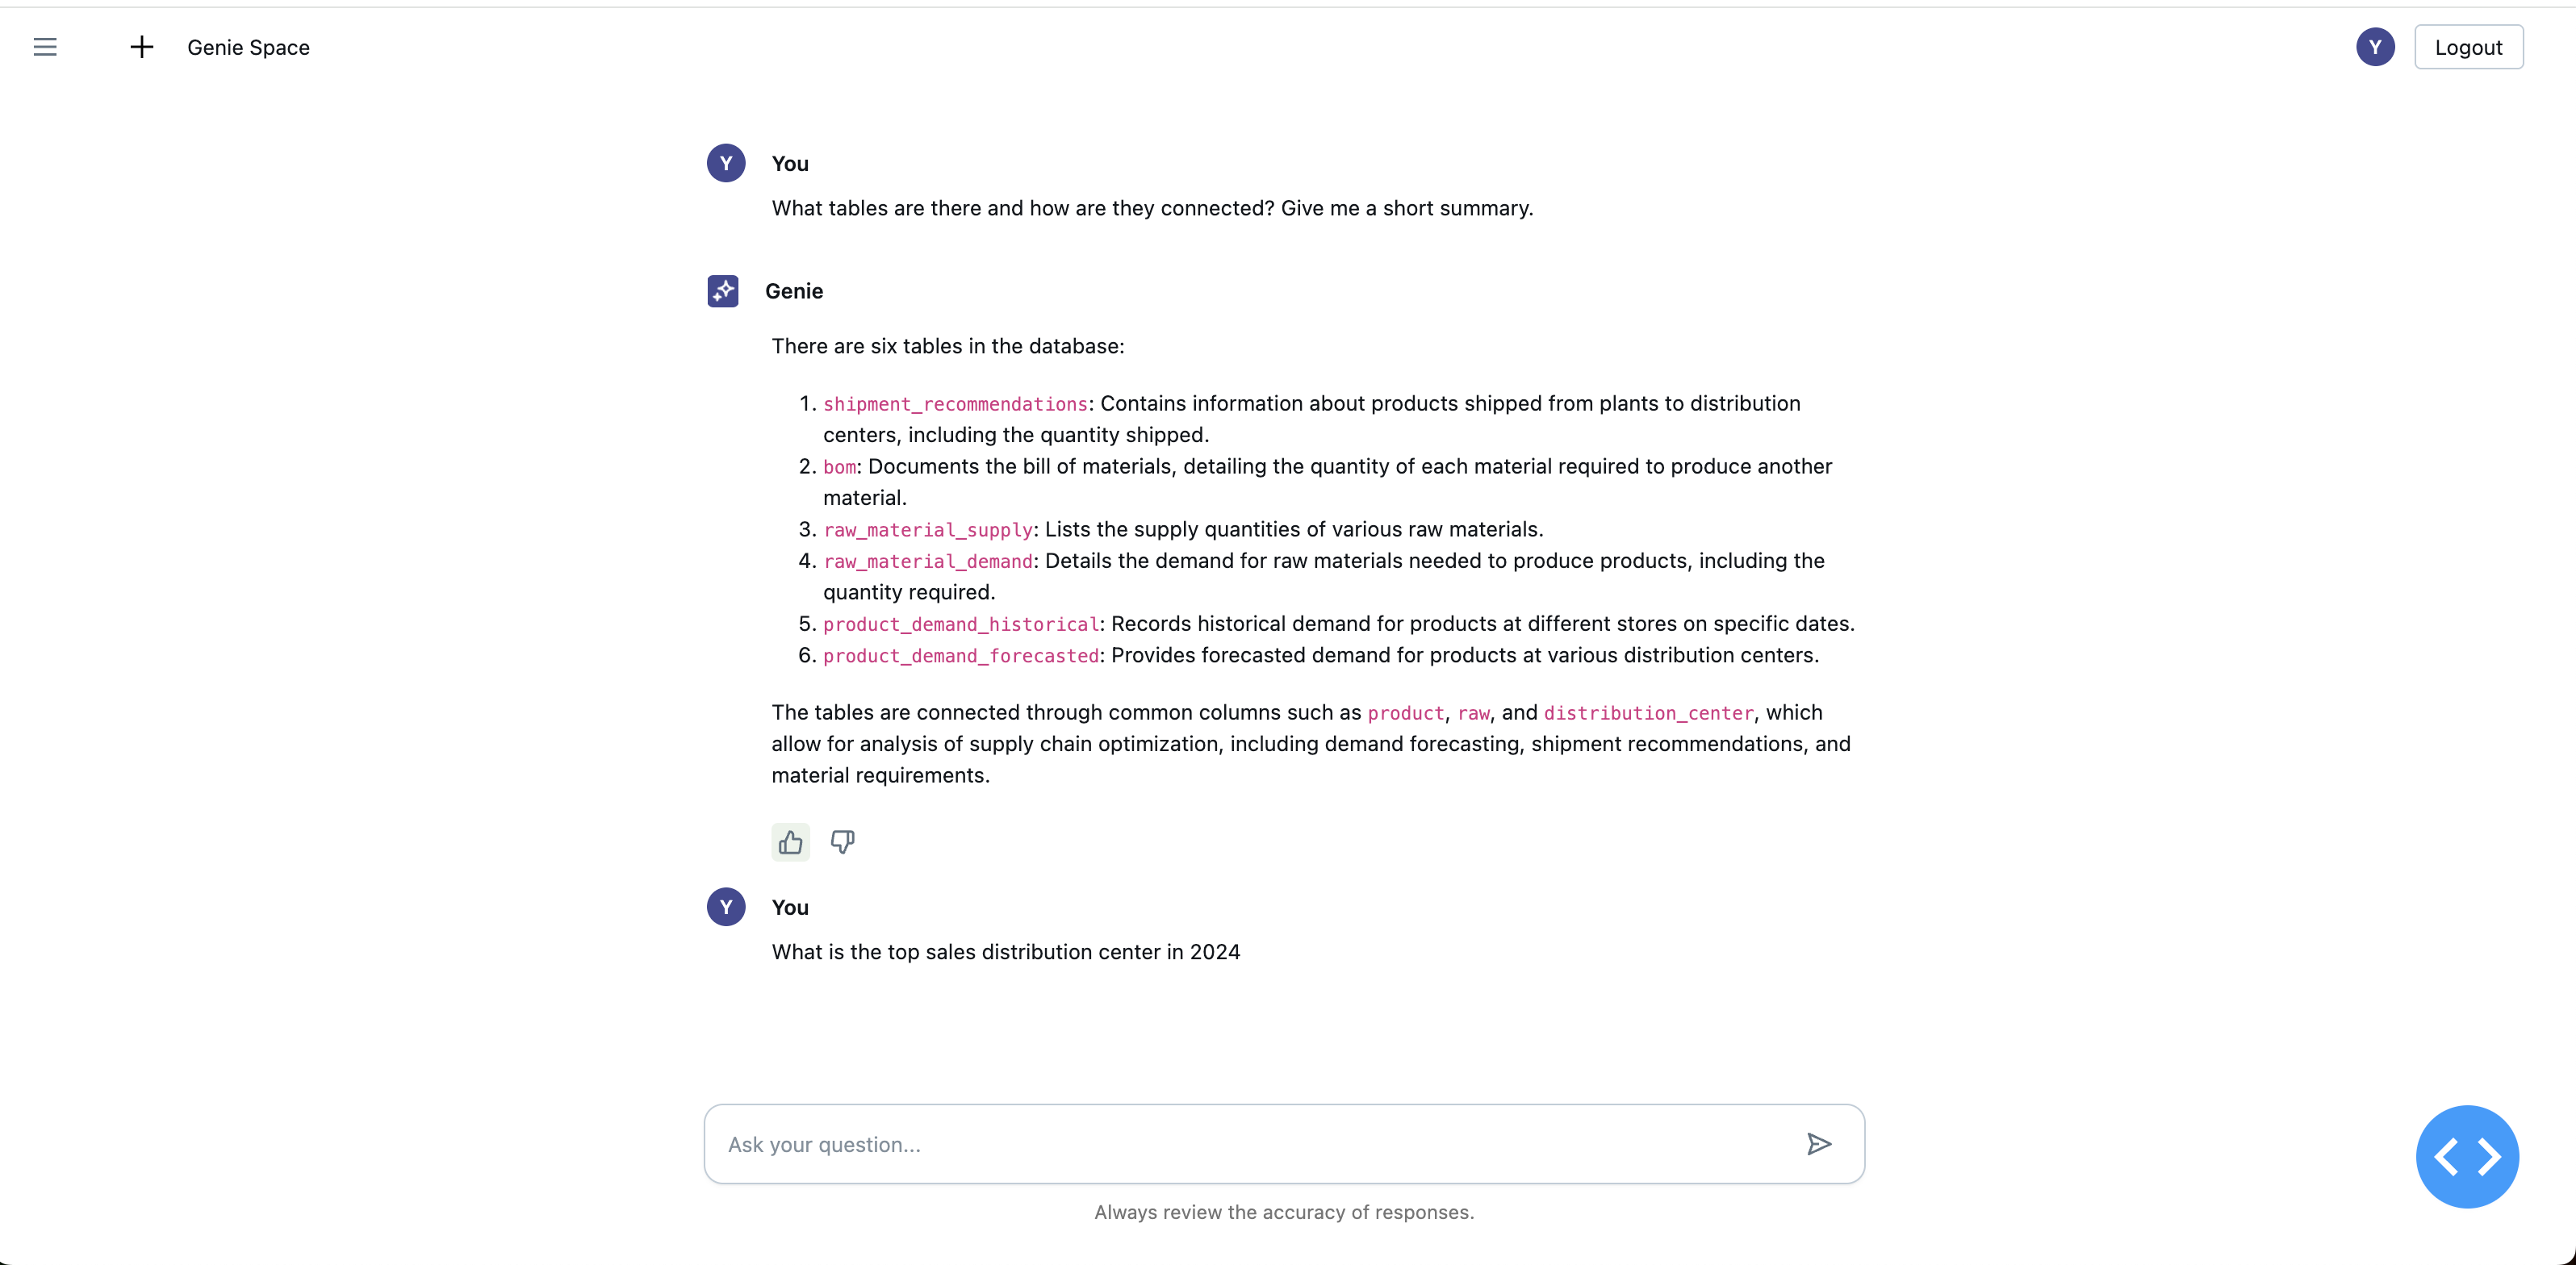 Genie Space
Y
Logout
Y
You
What tables are there and how are they connected? Give me a short summary.
Genie
There are six tables in the database:
1. shipment_recommendations: Contains information about products shipped from plants to distribution
centers, including the quantity shipped.
2. bom: Documents the bill of materials, detailing the quantity of each material required to produce another
material.
3. raw_material_supply: Lists the supply quantities of various raw materials.
4. raw_material_demand: Details the demand for raw materials needed to produce products, including the
quantity required.
5. product_demand_historical: Records historical demand for products at different stores on specific dates.
6. product_demand_forecasted: Provides forecasted demand for products at various distribution centers.
The tables are connected through common columns such as product, raw, and distribution_center, which
allow for analysis of supply chain optimization, including demand forecasting, shipment recommendations, and
material requirements.
Y
You
What is the top sales distribution center in 2024
Ask your question...
Always review the accuracy of responses.